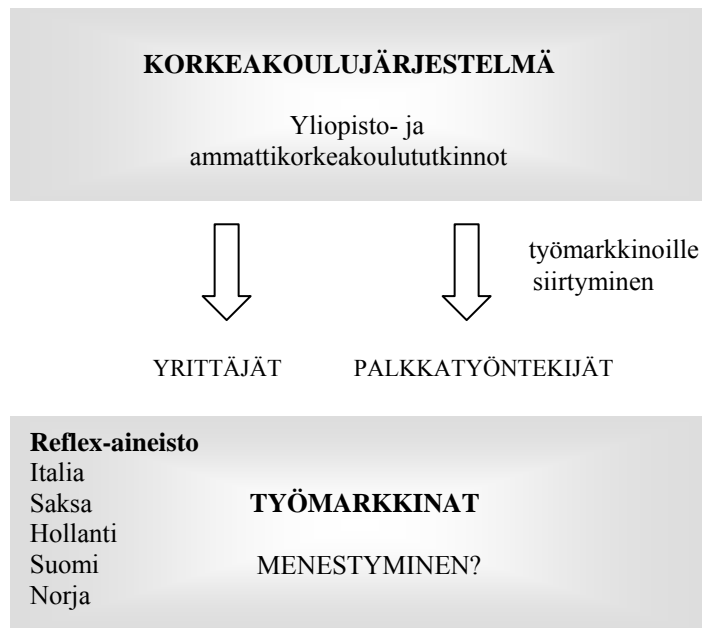 KORKEAKOULUJÄRJESTELMÄ
Yliopisto- ja
ammattikorkeakoulututkinnot
työmarkkinoille
siirtyminen
YRITTÄJÄT PALKKATYÖNTEKIJÄT
Reflex-aineisto
Italia
Saksa
Hollanti
Suomi
Norja
TYÖMARKKINAT
MENESTYMINEN?